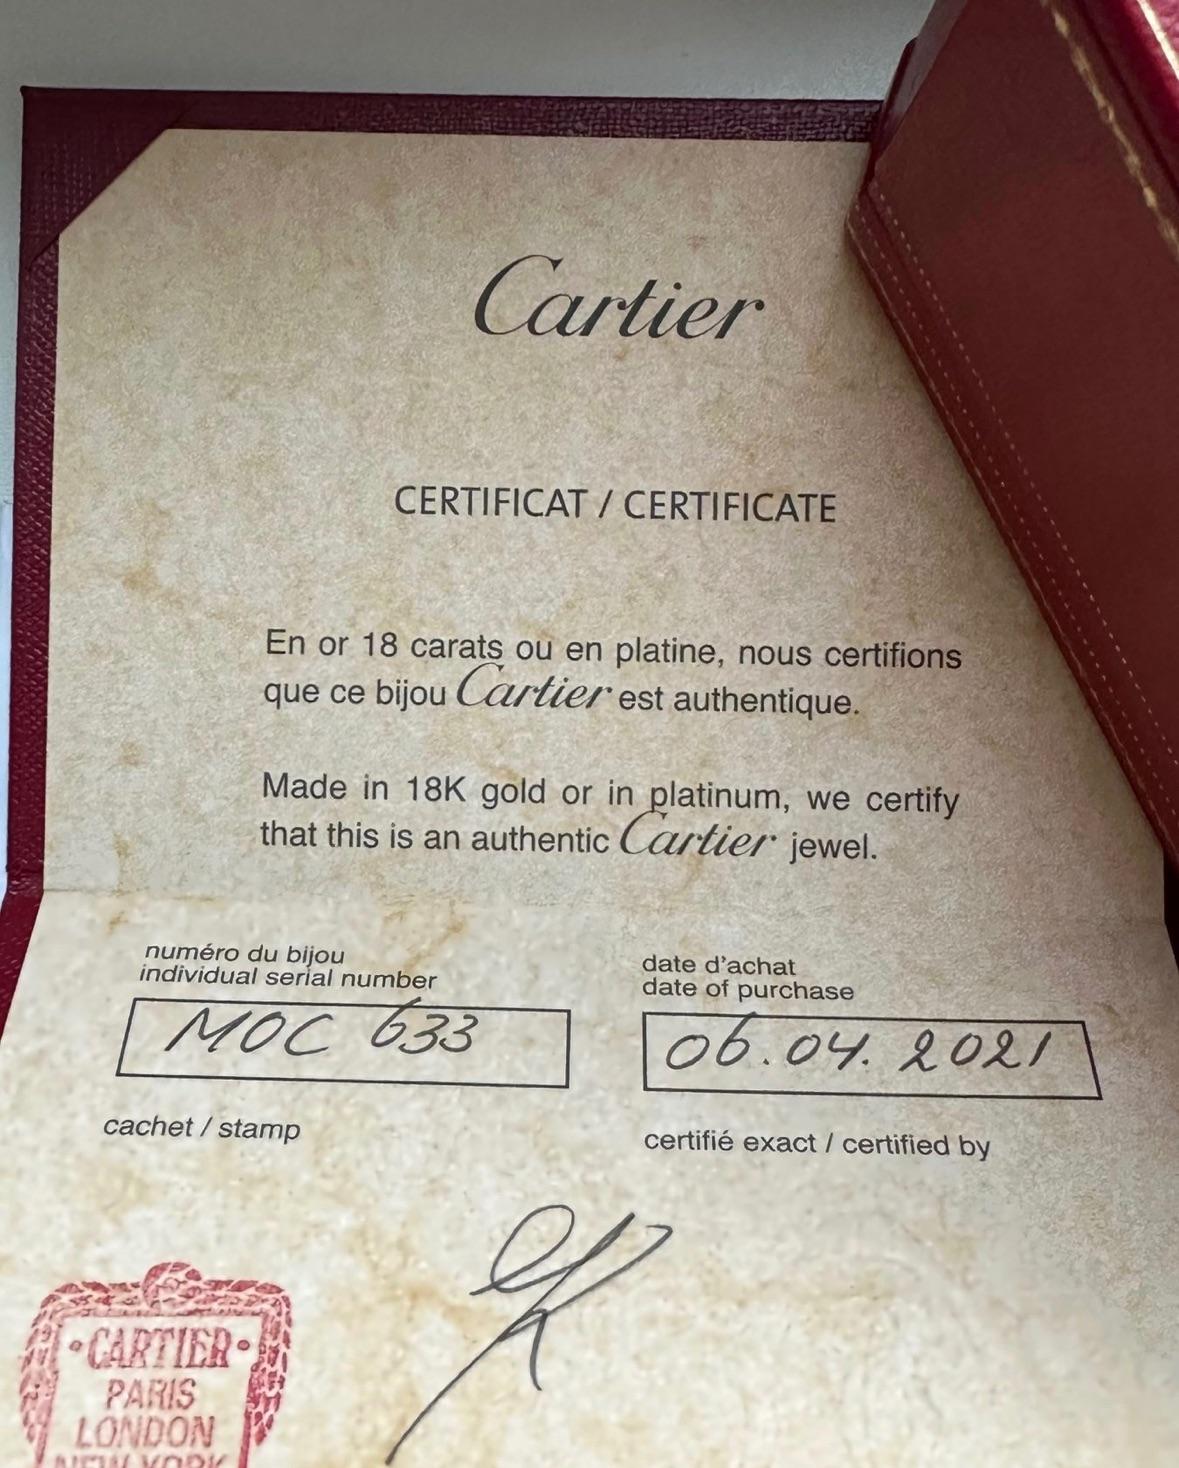 Cartier
CERTIFICAT / CERTIFICATE
En or 18 carats ou en platine, nous certifions
que ce bijou Cartier est authentique.
Made in 18K gold or in platinum, we certify
that this is an authentic Cartier jewel.
numéro du bijou
individual serial number
MOC 633
date d'achat
date of purchase
06.04.2021
cachet / stamp
certifié exact / certified by
• CARTIER •
PARIS
LONDON
NEW YORK